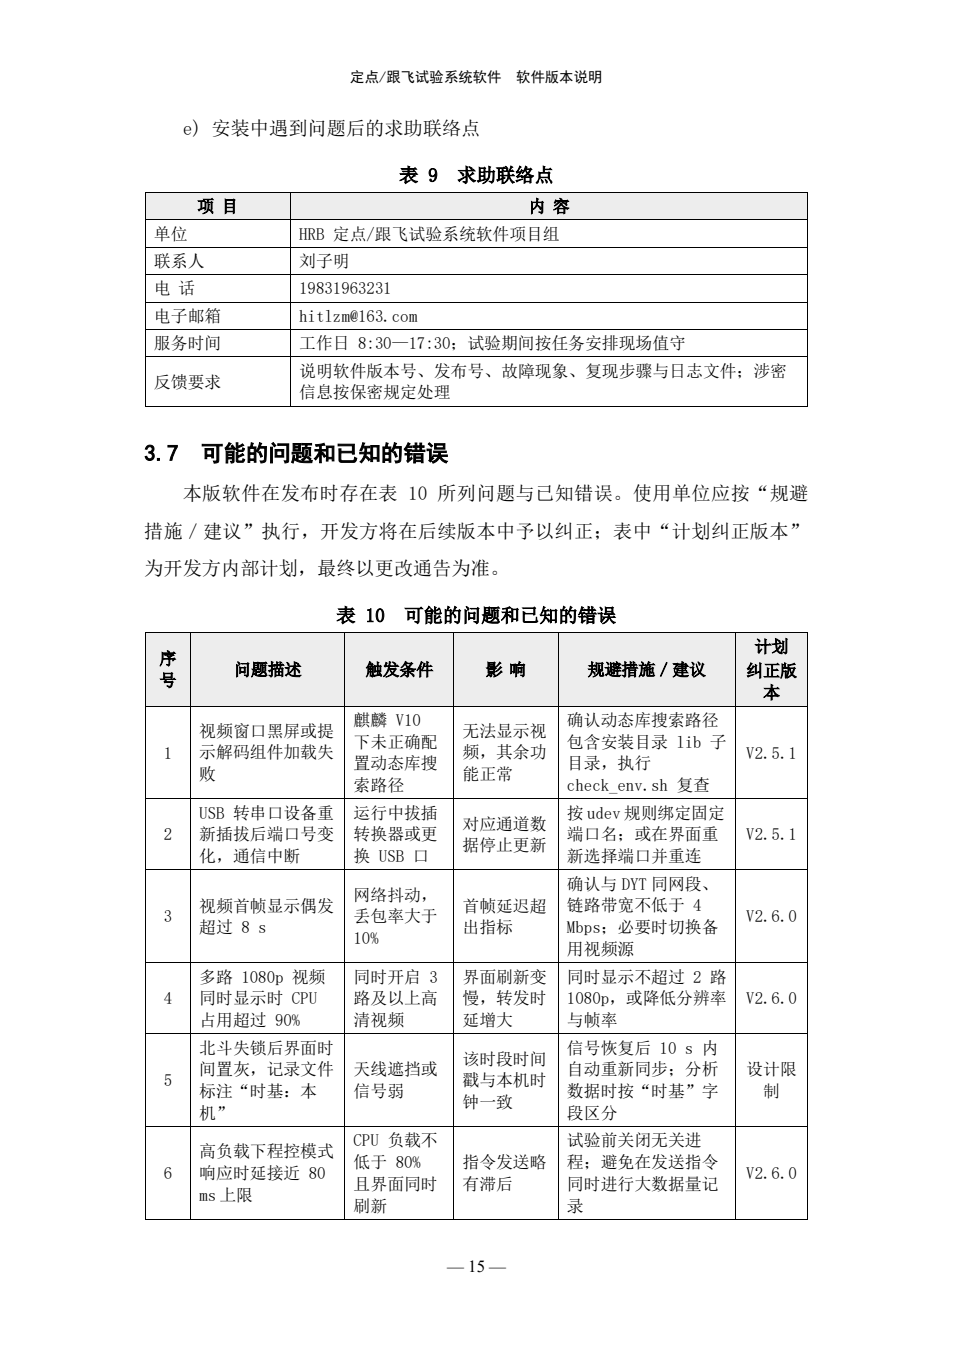 定点/跟飞试验系统软件　软件版本说明
e) 安装中遇到问题后的求助联络点
表 9　求助联络点
项 目　内 容
单位　HRB 定点/跟飞试验系统软件项目组
联系人　刘子明
电 话　19831963231
电子邮箱　hitlzm@163.com
服务时间　工作日 8:30—17:30；试验期间按任务安排现场值守
反馈要求　说明软件版本号、发布号、故障现象、复现步骤与日志文件；涉密
信息按保密规定处理
3.7　可能的问题和已知的错误
本版软件在发布时存在表 10 所列问题与已知错误。使用单位应按“规避
措施 / 建议”执行，开发方将在后续版本中予以纠正；表中“计划纠正版本”
为开发方内部计划，最终以更改通告为准。
表 10　可能的问题和已知的错误
序
号
问题描述
触发条件
影 响
规避措施 / 建议
计划
纠正版
本
1
视频窗口黑屏或提
示解码组件加载失
败
麒麟 V10
下未正确配
置动态库搜
索路径
无法显示视
频，其余功
能正常
确认动态库搜索路径
包含安装目录 lib 子
目录，执行
check_env.sh 复查
V2.5.1
2
USB 转串口设备重
新插拔后端口号变
化，通信中断
运行中拔插
转换器或更
换 USB 口
对应通道数
据停止更新
按 udev 规则绑定固定
端口名；或在界面重
新选择端口并重连
V2.5.1
3
视频首帧显示偶发
超过 8 s
网络抖动，
丢包率大于
10%
首帧延迟超
出指标
确认与 DYT 同网段、
链路带宽不低于 4
Mbps；必要时切换备
用视频源
V2.6.0
4
多路 1080p 视频
同时显示时 CPU
占用超过 90%
同时开启 3
路及以上高
清视频
界面刷新变
慢，转发时
延增大
同时显示不超过 2 路
1080p，或降低分辨率
与帧率
V2.6.0
5
北斗失锁后界面时
间置灰，记录文件
标注“时基：本
机”
天线遮挡或
信号弱
该时段时间
戳与本机时
钟一致
信号恢复后 10 s 内
自动重新同步；分析
数据时按“时基”字
段区分
设计限
制
6
高负载下程控模式
响应时延接近 80
ms 上限
CPU 负载不
低于 80%
且界面同时
刷新
指令发送略
有滞后
试验前关闭无关进
程；避免在发送指令
同时进行大数据量记
录
V2.6.0
— 15 —